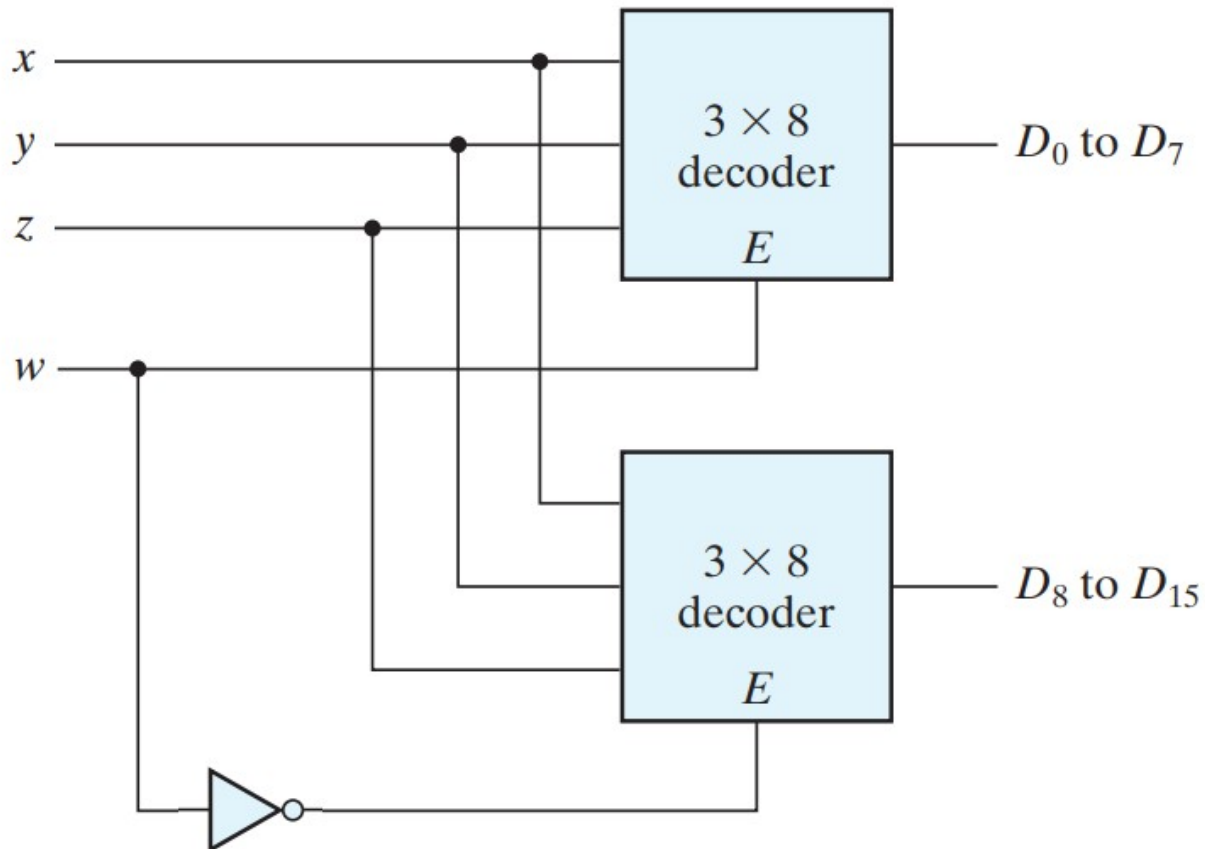 x
y
z
w
3 × 8
decoder
E
D₀ to D₇
3 × 8
decoder
E
D₈ to D₁₅